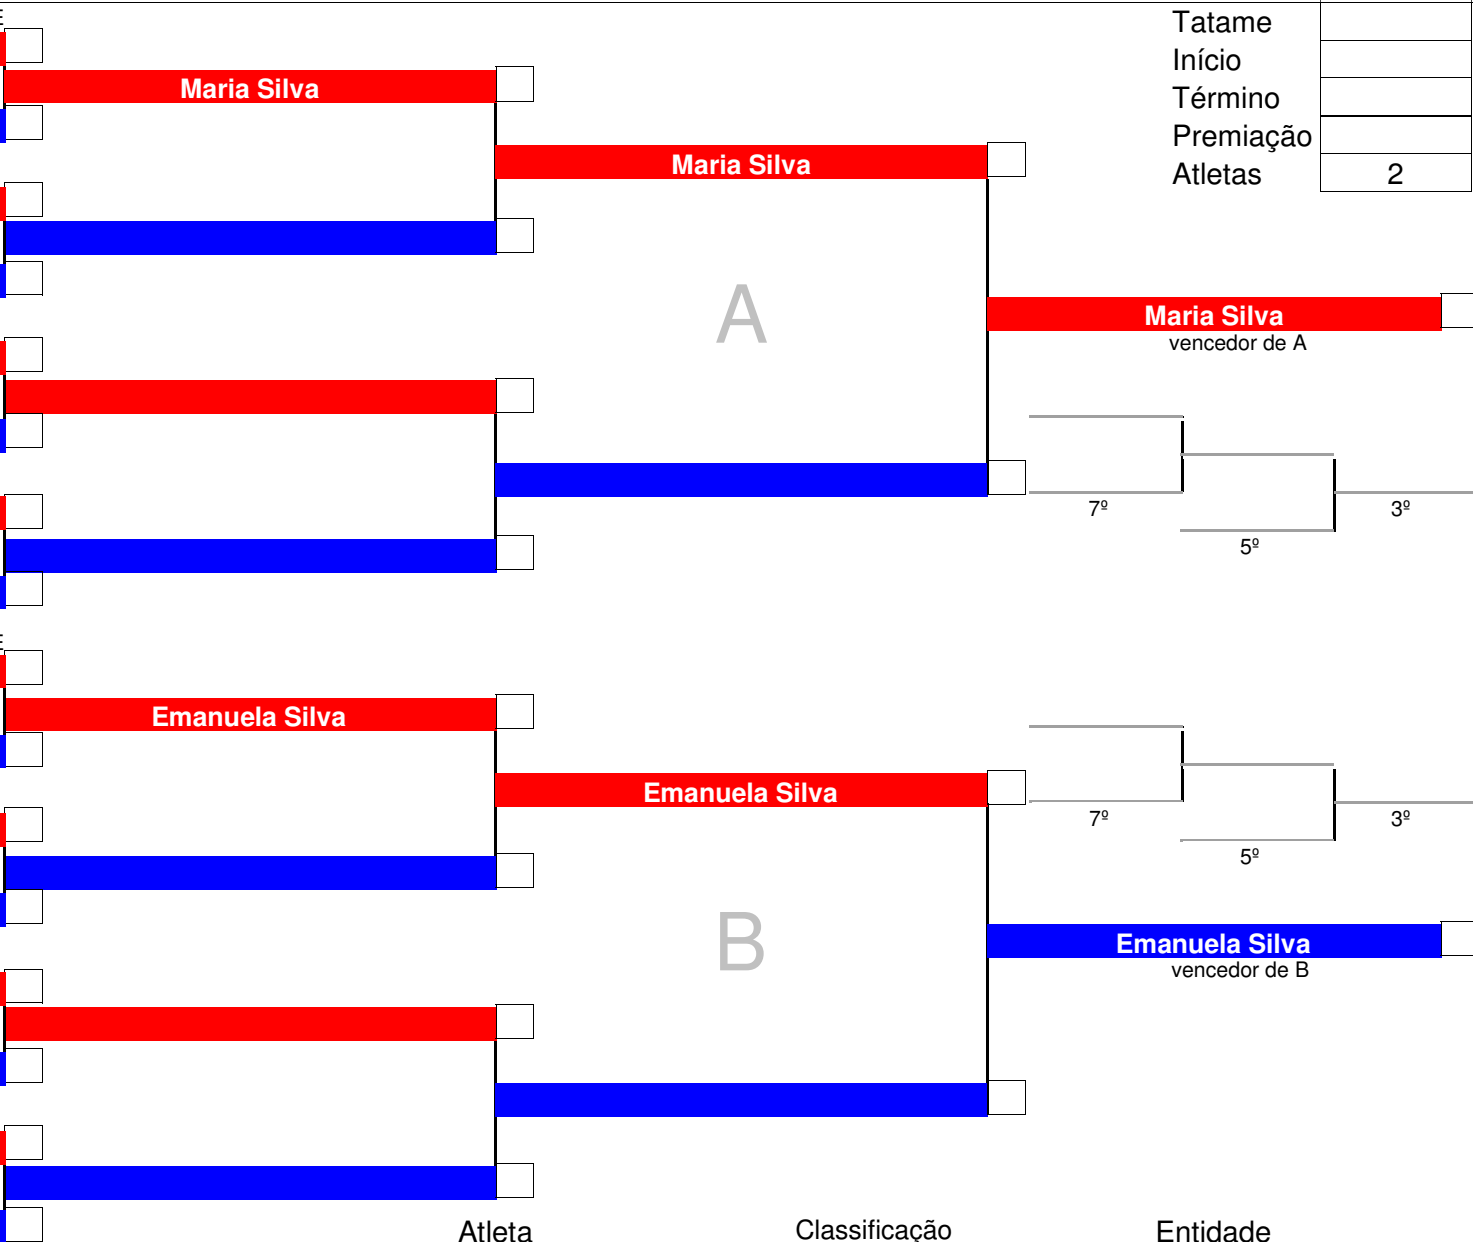 Tatame
Início
Maria Silva
Término
Premiação
Maria Silva
Atletas 2
A
Maria Silva
vencedor de A
7º 3º
5º
Emanuela Silva
Emanuela Silva
7º 3º
5º
B
Emanuela Silva
vencedor de B
Atleta Classificação Entidade